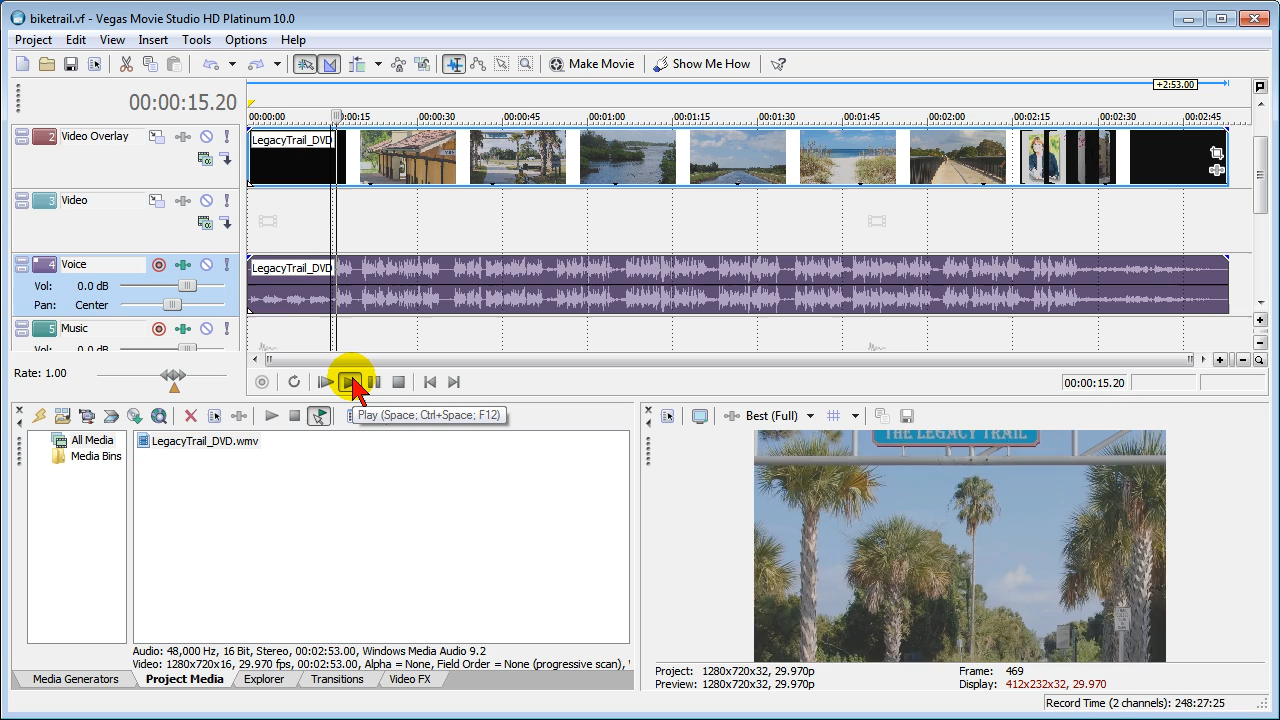 biketrail.vf - Vegas Movie Studio HD Platinum 10.0
Project Edit View Insert Tools Options Help
Make Movie Show Me How
+2:53.00
00:00:15.20
00:00:00 0:00:15 00:00:30 00:00:45 00:01:00 00:01:15 00:01:30 00:01:45 00:02:00 00:02:15 00:02:30 00:02:45
2 Video Overlay
LegacyTrail_DVD
3 Video
4 Voice
LegacyTrail_DVD
Vol: 0.0 dB
Pan: Center
5 Music
Vol: 0.0 dB
Rate: 1.00
00:00:15.20
Play (Space; Ctrl+Space; F12)
Best (Full)
All Media
Media Bins
LegacyTrail_DVD.wmv
THE LEGACY TRAIL
Audio: 48,000 Hz, 16 Bit, Stereo, 00:02:53.00, Windows Media Audio 9.2
Video: 1280x720x16, 29.970 fps, 00:02:53.00, Alpha = None, Field Order = None (progressive scan),
Media Generators Project Media Explorer Transitions Video FX
Project: 1280x720x32, 29.970p Frame: 469
Preview: 1280x720x32, 29.970p Display: 412x232x32, 29.970
Record Time (2 channels): 248:27:25